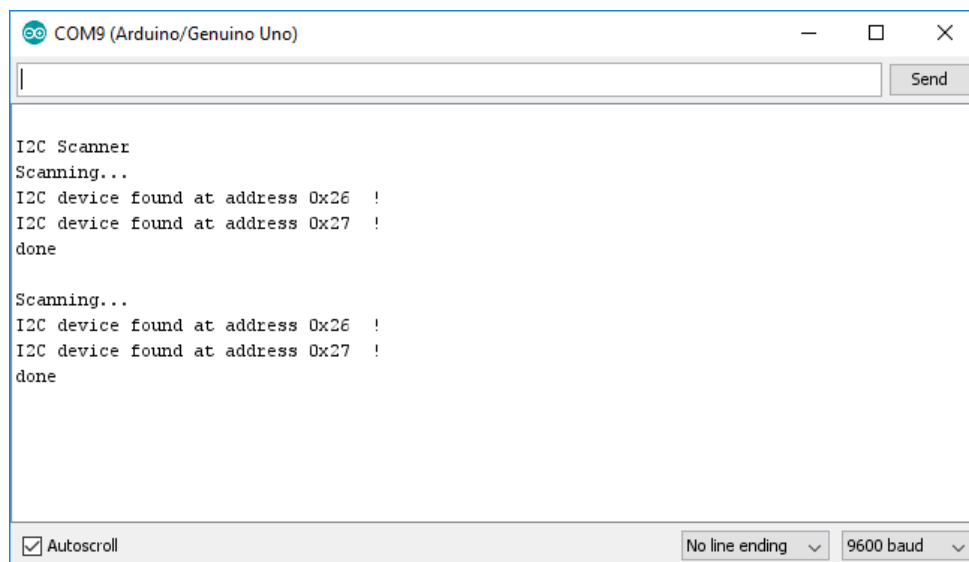 COM9 (Arduino/Genuino Uno)
Send
I2C Scanner
Scanning...
I2C device found at address 0x26  !
I2C device found at address 0x27  !
done
Scanning...
I2C device found at address 0x26  !
I2C device found at address 0x27  !
done
Autoscroll
No line ending
9600 baud